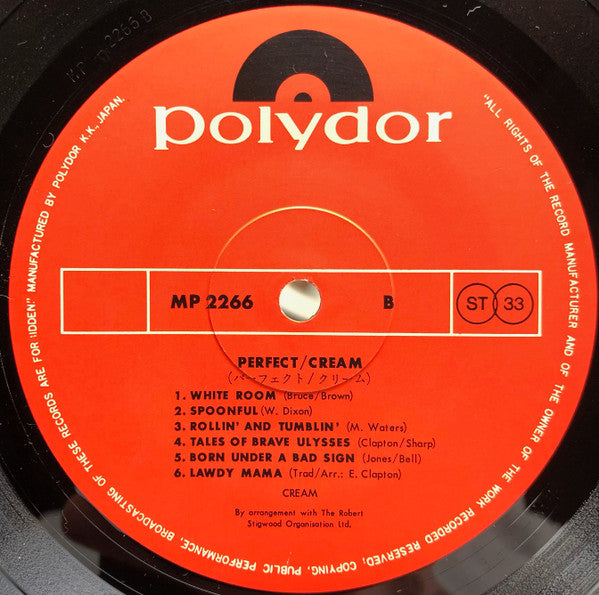 MP 2266 B
polydor
"ALL RIGHTS OF THE RECORD MANUFACTURER AND OF THE OWNER OF THE WORK RECORDED RESERVED, COPYING, PUBLIC PERFORMANCE, BROADCASTING OF THESE RECORDS ARE FORBIDDEN." MANUFACTURED BY POLYDOR K.K., JAPAN.
MP 2266 B ST 33
PERFECT/CREAM
(パーフェクト/クリーム)
1. WHITE ROOM (Bruce/Brown)
2. SPOONFUL (W. Dixon)
3. ROLLIN' AND TUMBLIN' (M. Waters)
4. TALES OF BRAVE ULYSSES (Clapton/Sharp)
5. BORN UNDER A BAD SIGN (Jones/Bell)
6. LAWDY MAMA (Trad/Arr.: E. Clapton)
CREAM
By arrangement with The Robert
Stigwood Organisation Ltd.